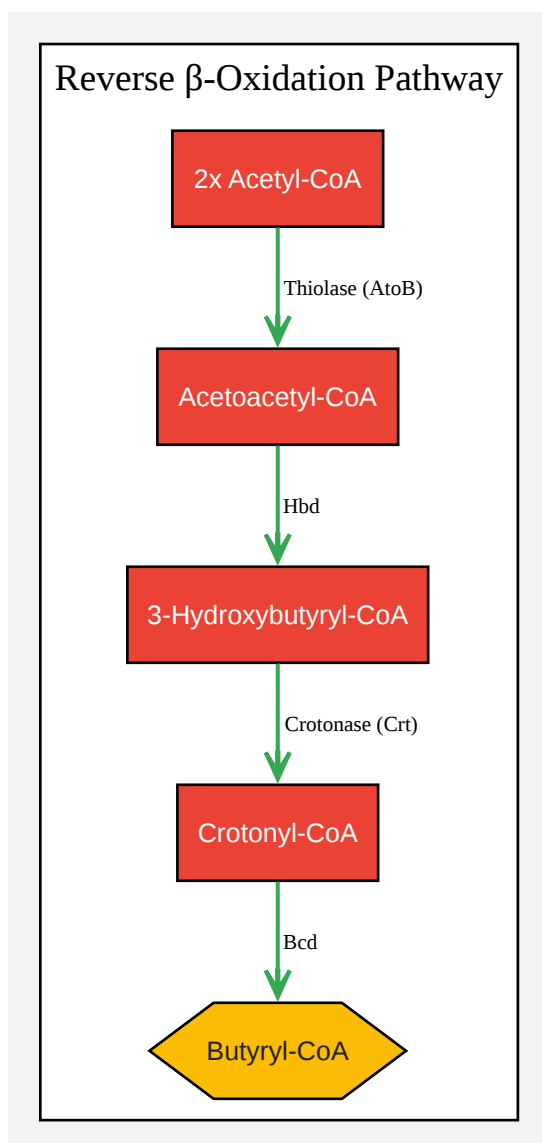 Reverse β-Oxidation Pathway
2x Acetyl-CoA
Thiolase (AtoB)
Acetoacetyl-CoA
Hbd
3-Hydroxybutyryl-CoA
Crotonase (Crt)
Crotonyl-CoA
Bcd
Butyryl-CoA